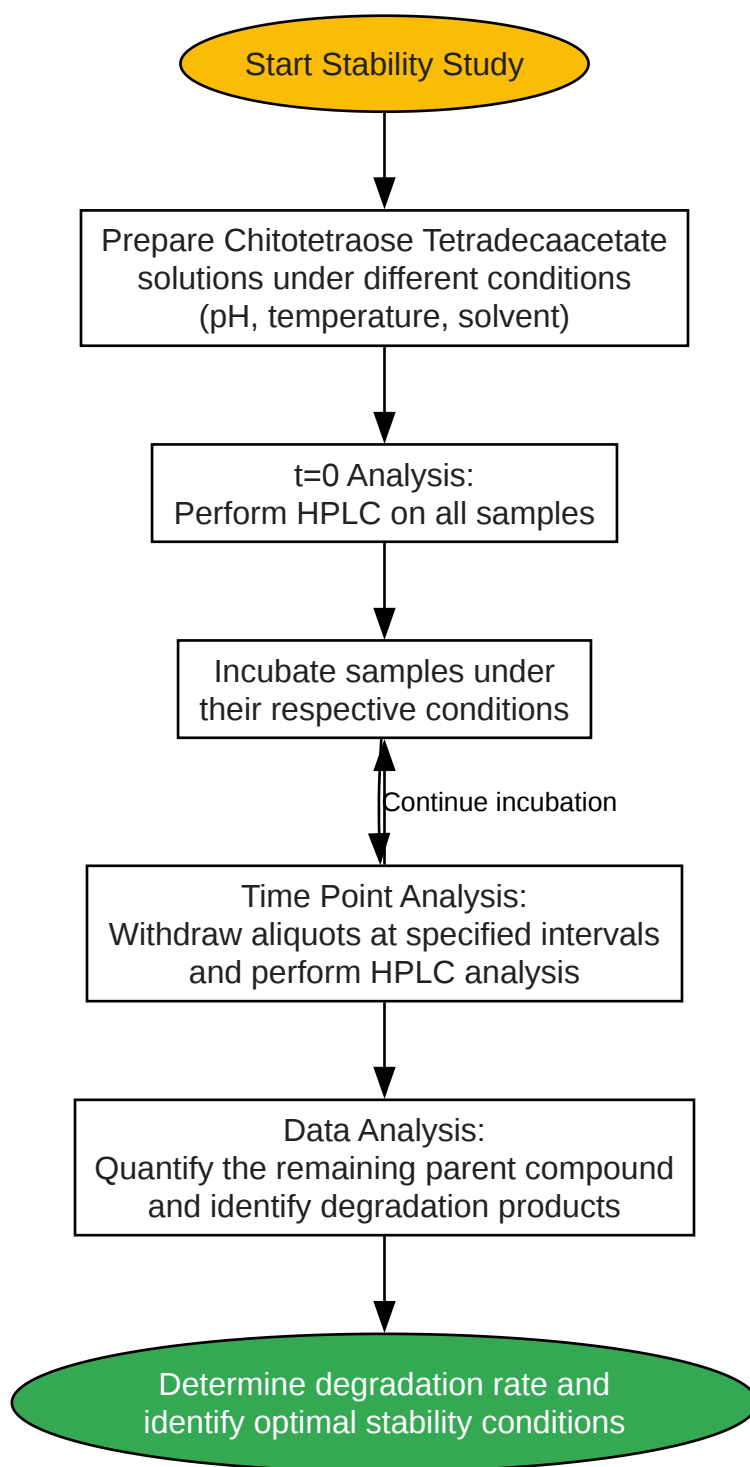 Start Stability Study
Prepare Chitotetraose Tetradecaacetate
solutions under different conditions
(pH, temperature, solvent)
t=0 Analysis:
Perform HPLC on all samples
Incubate samples under
their respective conditions
Continue incubation
Time Point Analysis:
Withdraw aliquots at specified intervals
and perform HPLC analysis
Data Analysis:
Quantify the remaining parent compound
and identify degradation products
Determine degradation rate and
identify optimal stability conditions